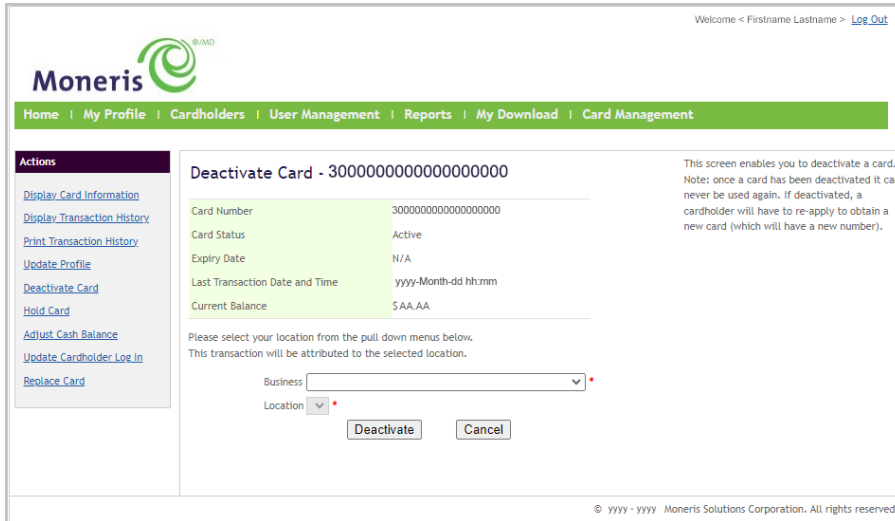 Welcome < Firstname Lastname > Log Out
Moneris ®/MD
Home | My Profile | Cardholders | User Management | Reports | My Download | Card Management
Actions
Display Card Information
Display Transaction History
Print Transaction History
Update Profile
Deactivate Card
Hold Card
Adjust Cash Balance
Update Cardholder Log In
Replace Card
Deactivate Card - 3000000000000000000
Card Number 3000000000000000000
Card Status Active
Expiry Date N/A
Last Transaction Date and Time yyyy-Month-dd hh:mm
Current Balance $ AA.AA
Please select your location from the pull down menus below.
This transaction will be attributed to the selected location.
Business *
Location *
Deactivate Cancel
This screen enables you to deactivate a card.
Note: once a card has been deactivated it ca
never be used again. If deactivated, a
cardholder will have to re-apply to obtain a
new card (which will have a new number).
© yyyy - yyyy Moneris Solutions Corporation. All rights reserved